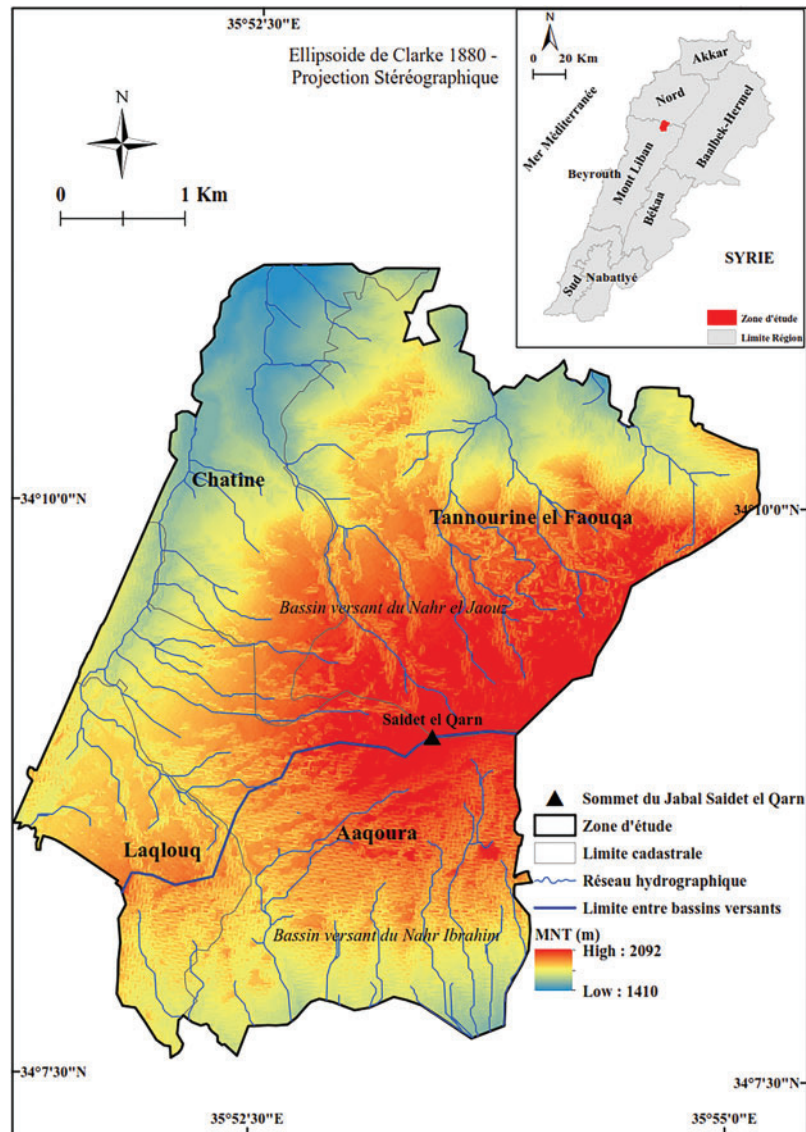 35°52'30"E
Ellipsoide de Clarke 1880 -
Projection Stéréographique
N
0 1 Km
N
0 20 Km
Akkar
Nord
Baalbek-Hermel
Mer Méditerranée
Mont Liban
Beyrouth
Békaa
SYRIE
Sud
Nabatiyé
Zone d'étude
Limite Région
34°10'0"N
34°10'0"N
Chatine
Tannourine el Faouqa
Bassin versant du Nahr el Jaouz
Saidet el Qarn
Laqlouq
Aaqoura
Bassin versant du Nahr Ibrahim
Sommet du Jabal Saidet el Qarn
Zone d'étude
Limite cadastrale
Réseau hydrographique
Limite entre bassins versants
MNT (m)
High : 2092
Low : 1410
34°7'30"N
34°7'30"N
35°52'30"E
35°55'0"E